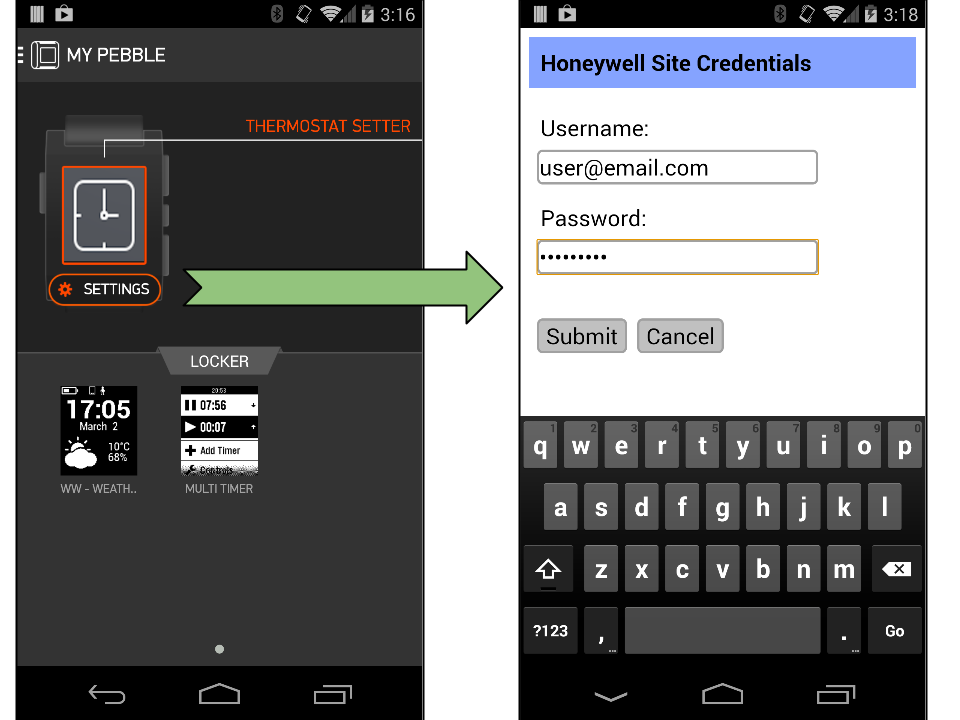 3:16
MY PEBBLE
THERMOSTAT SETTER
SETTINGS
LOCKER
17:05
March 2
10°C
68%
WW - WEATH..
20:53
07:56 +
00:07 +
Add Timer
Controls
MULTI TIMER
3:18
Honeywell Site Credentials
Username:
user@email.com
Password:
•••••••••
Submit Cancel
1 2 3 4 5 6 7 8 9 0
q w e r t y u i o p
a s d f g h j k l
z x c v b n m
?123 , ... . ... Go